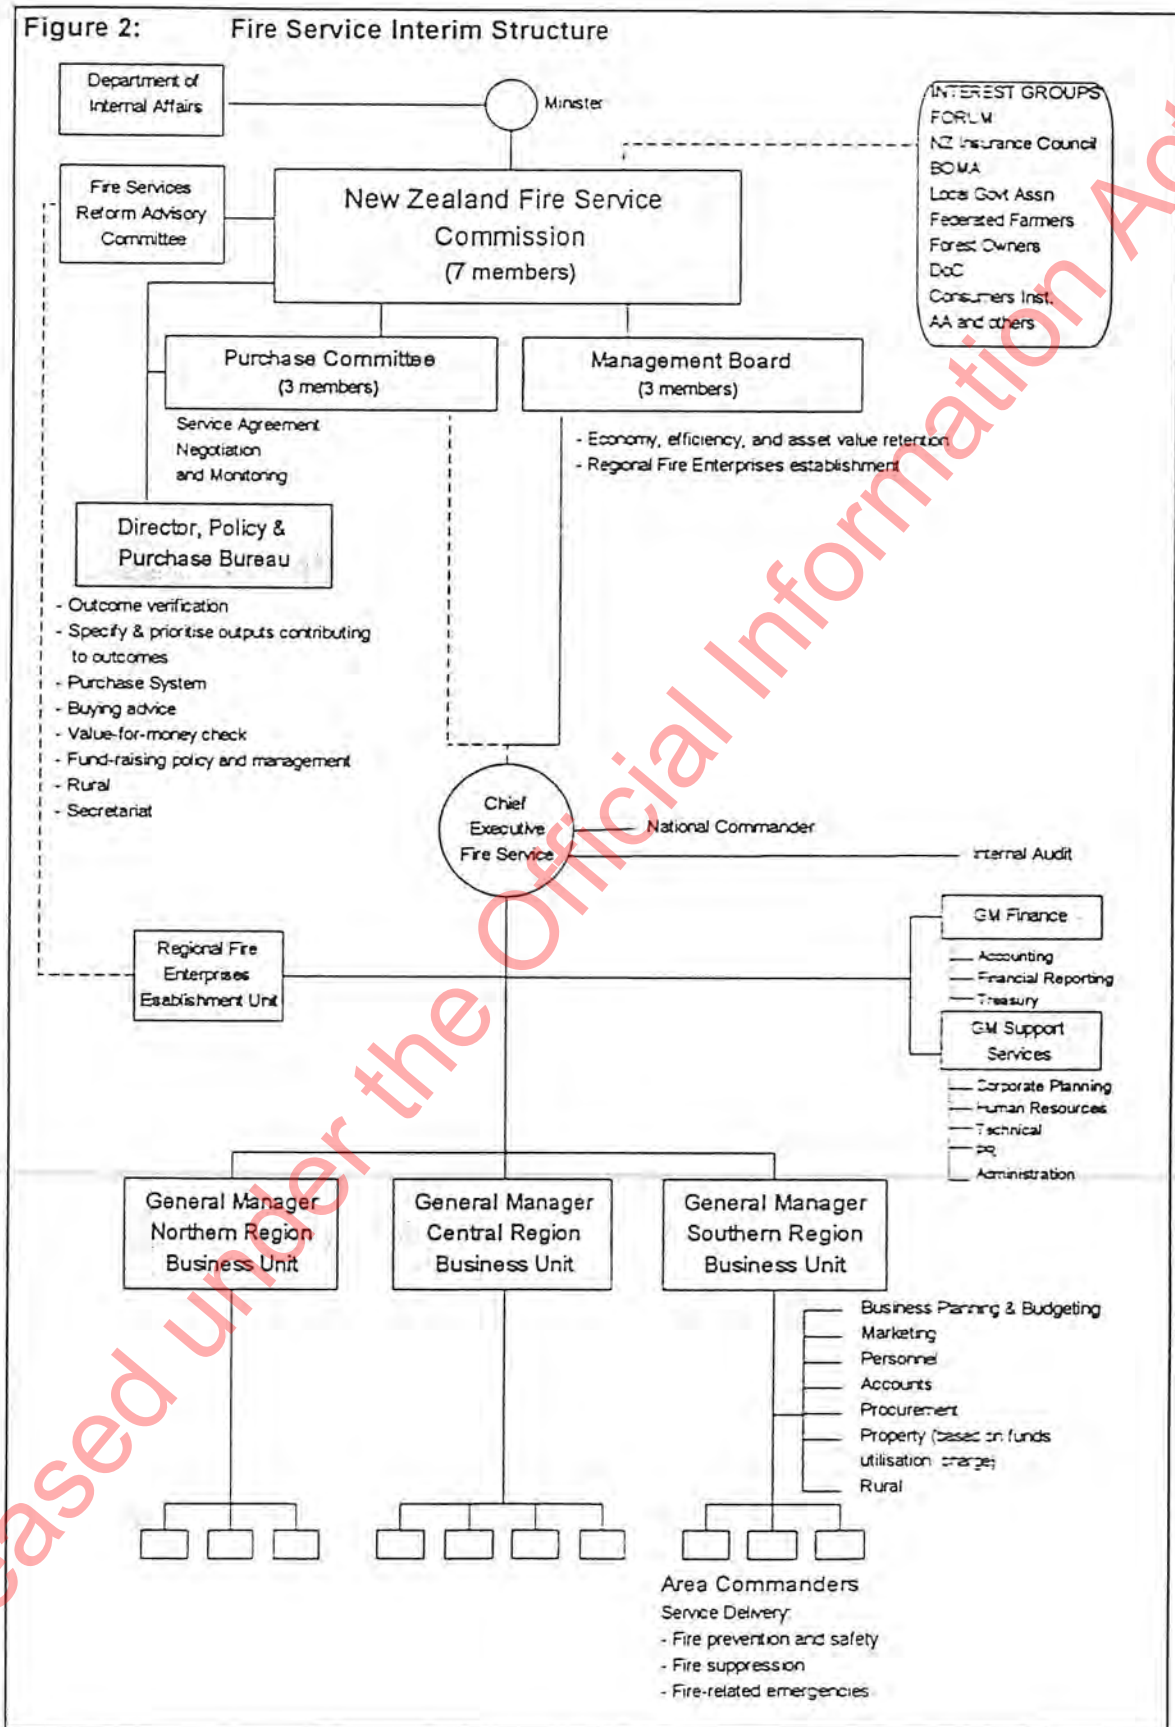 Figure 2: Fire Service Interim Structure
Department of
Internal Affairs
Minister
INTEREST GROUPS
FORUM
NZ Insurance Council
BOMA
Local Govt Assn
Federated Farmers
Forest Owners
DoC
Consumers Inst.
AA and others
Fire Services
Reform Advisory
Committee
New Zealand Fire Service
Commission
(7 members)
Purchase Committee
(3 members)
Management Board
(3 members)
Service Agreement
Negotiation
and Monitoring
- Economy, efficiency, and asset value retention
- Regional Fire Enterprises establishment
Director, Policy &
Purchase Bureau
- Outcome verification
- Specify & prioritise outputs contributing
to outcomes
- Purchase System
- Buying advice
- Value-for-money check
- Fund-raising policy and management
- Rural
- Secretariat
Chief
Executive
Fire Service
National Commander
Internal Audit
Regional Fire
Enterprises
Establishment Unit
GM Finance
Accounting
Financial Reporting
Treasury
GM Support
Services
Corporate Planning
Human Resources
Technical
PR
Administration
General Manager
Northern Region
Business Unit
General Manager
Central Region
Business Unit
General Manager
Southern Region
Business Unit
Business Planning & Budgeting
Marketing
Personnel
Accounts
Procurement
Property (based on funds
utilisation charge)
Rural
Area Commanders
Service Delivery:
- Fire prevention and safety
- Fire suppression
- Fire-related emergencies
eased under the Official Information Act